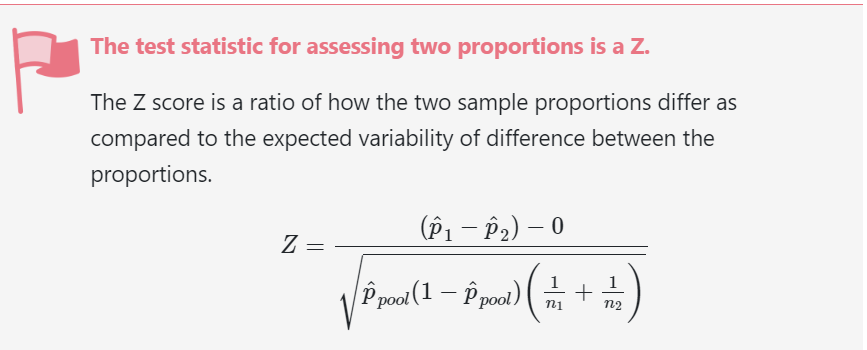 The test statistic for assessing two proportions is a Z.
The Z score is a ratio of how the two sample proportions differ as
compared to the expected variability of difference between the
proportions.
Z = \frac{(\hat{p}_1 - \hat{p}_2) - 0}{\sqrt{\hat{p}_{pool}(1 - \hat{p}_{pool})\left(\frac{1}{n_1} + \frac{1}{n_2}\right)}}